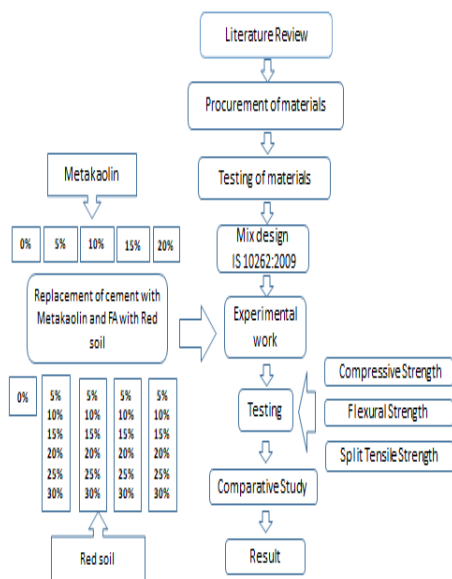 Literature Review
Procurement of materials
Metakaolin
Testing of materials
0% 5% 10% 15% 20%
Mix design
IS 10262:2009
Replacement of cement with
Metakaolin and FA with Red
soil
Experimental
work
Compressive Strength
Flexural Strength
Split Tensile Strength
Testing
0% 5% 5% 5% 5%
10% 10% 10% 10%
15% 15% 15% 15%
20% 20% 20% 20%
25% 25% 25% 25%
30% 30% 30% 30%
Comparative Study
Red soil
Result